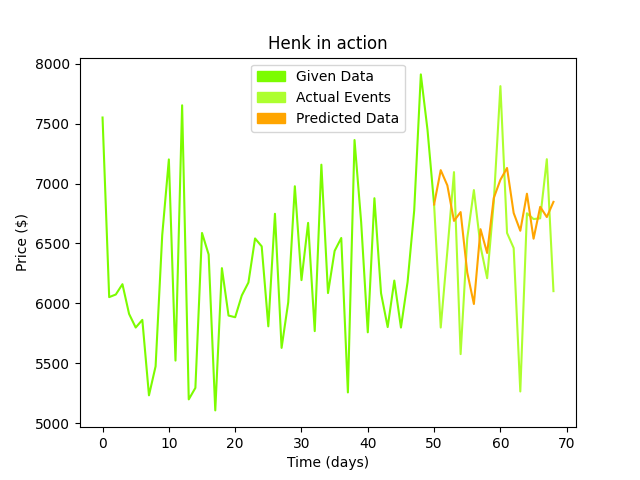 Henk in action
Given Data
Actual Events
Predicted Data
Price ($)
8000
7500
7000
6500
6000
5500
5000
0 10 20 30 40 50 60 70
Time (days)